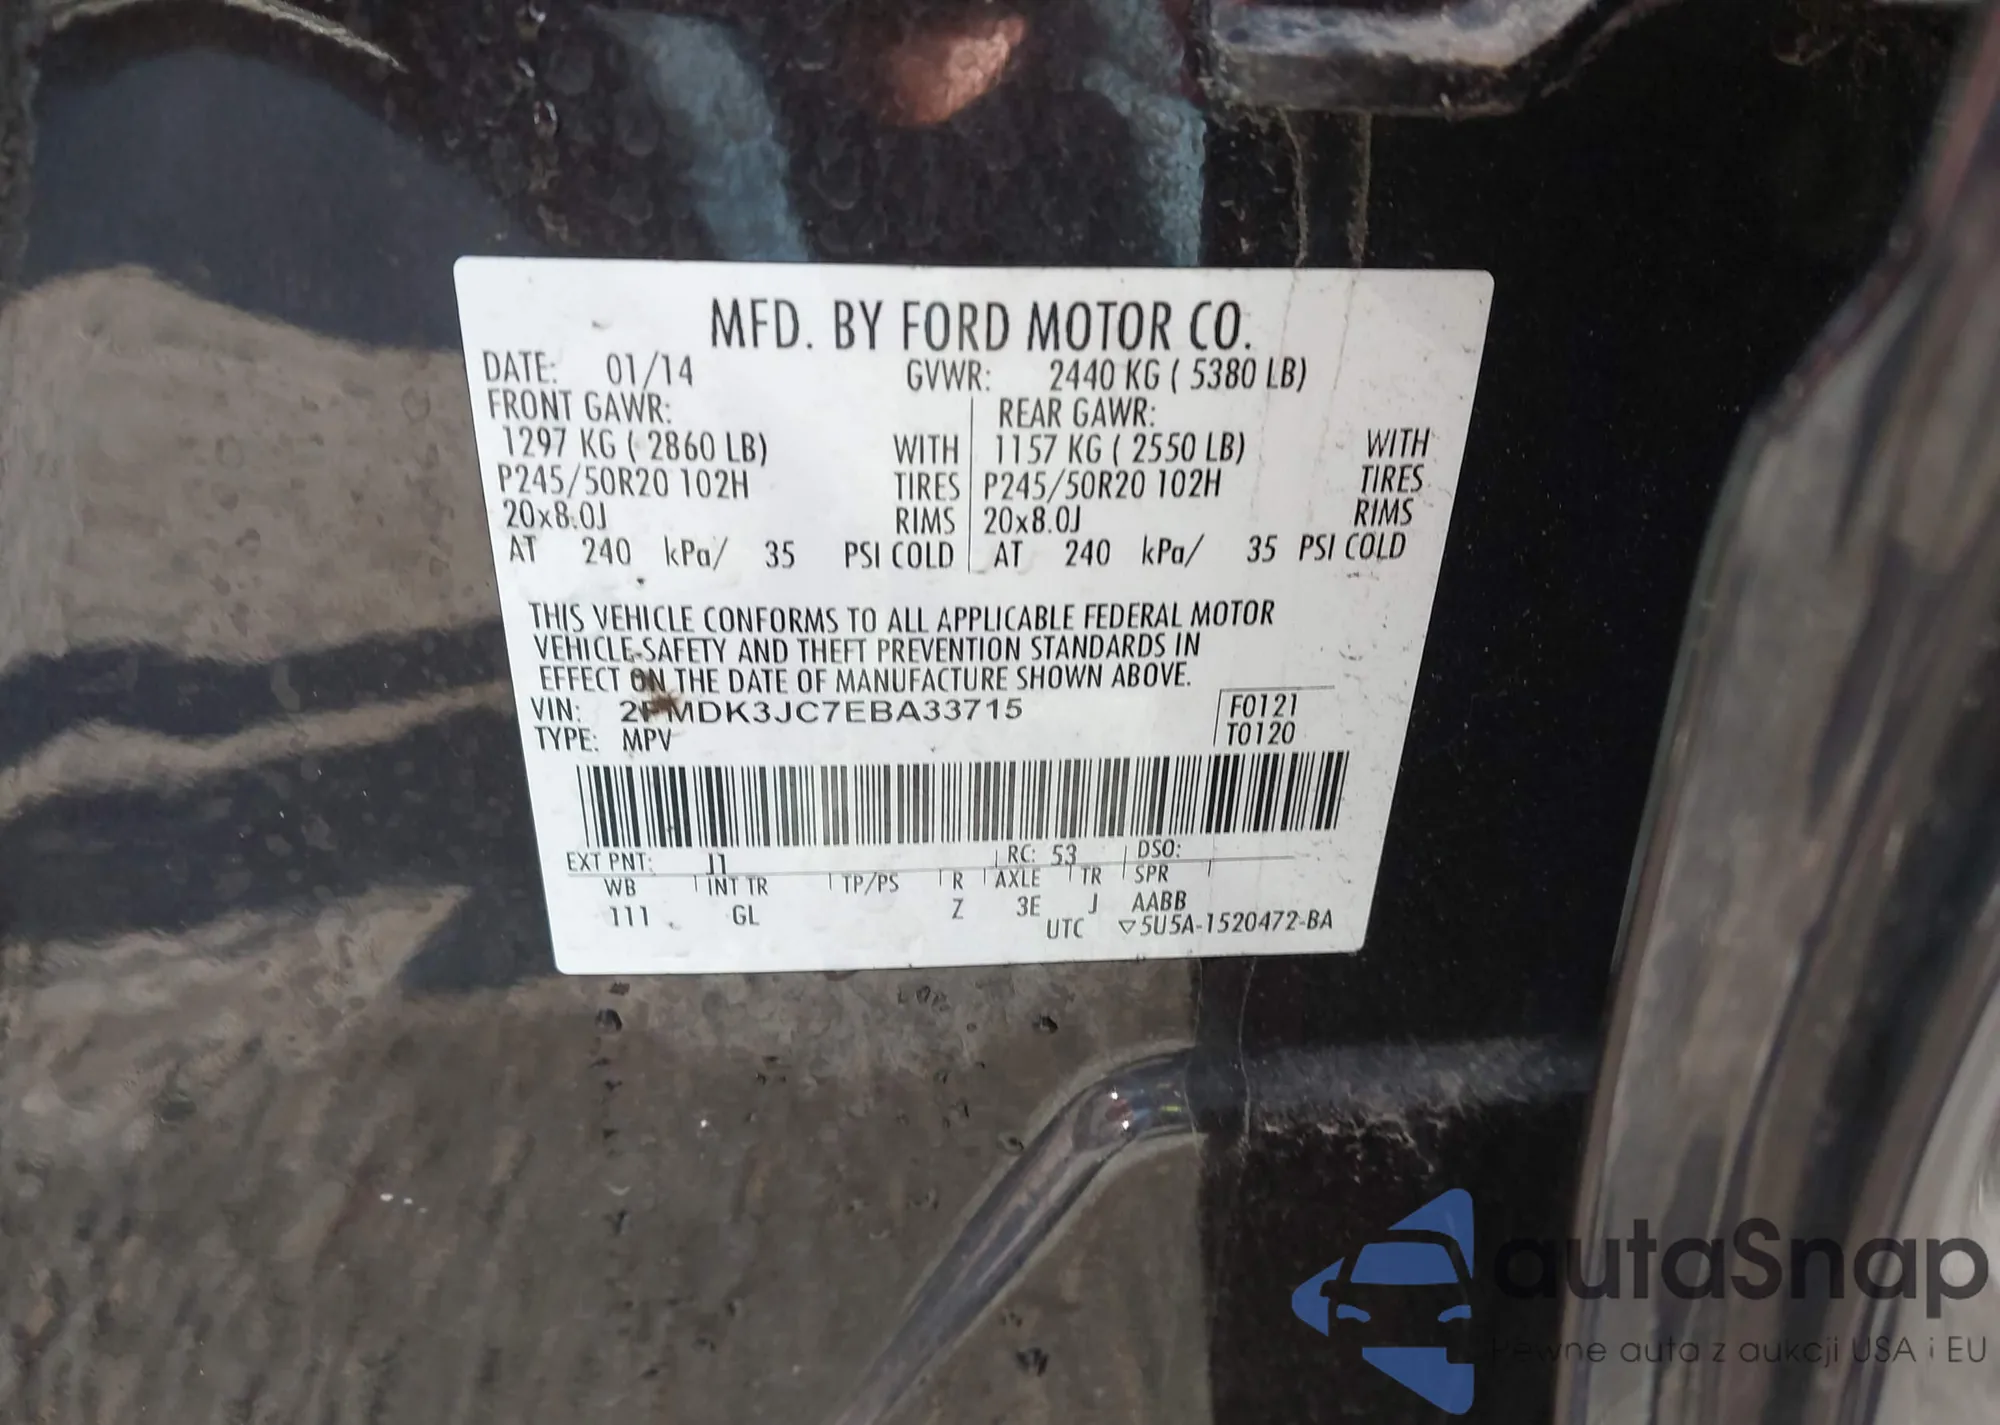 MFD. BY FORD MOTOR CO.
DATE: 01/14 GVWR: 2440 KG ( 5380 LB)
FRONT GAWR: REAR GAWR:
1297 KG ( 2860 LB) WITH 1157 KG ( 2550 LB) WITH
P245/50R20 102H TIRES P245/50R20 102H TIRES
20x8.0J RIMS 20x8.0J RIMS
AT 240 kPa/ 35 PSI COLD AT 240 kPa/ 35 PSI COLD
THIS VEHICLE CONFORMS TO ALL APPLICABLE FEDERAL MOTOR
VEHICLE SAFETY AND THEFT PREVENTION STANDARDS IN
EFFECT ON THE DATE OF MANUFACTURE SHOWN ABOVE.
VIN: 2FMDK3JC7EBA33715 F0121
TYPE: MPV T0120
EXT PNT: J1 RC: 53 DSO:
WB INT TR TP/PS R AXLE TR SPR
111 GL Z 3E J AABB
UTC ▽5U5A-1520472-BA
autaSnap
Pewne auta z aukcji USA i EU